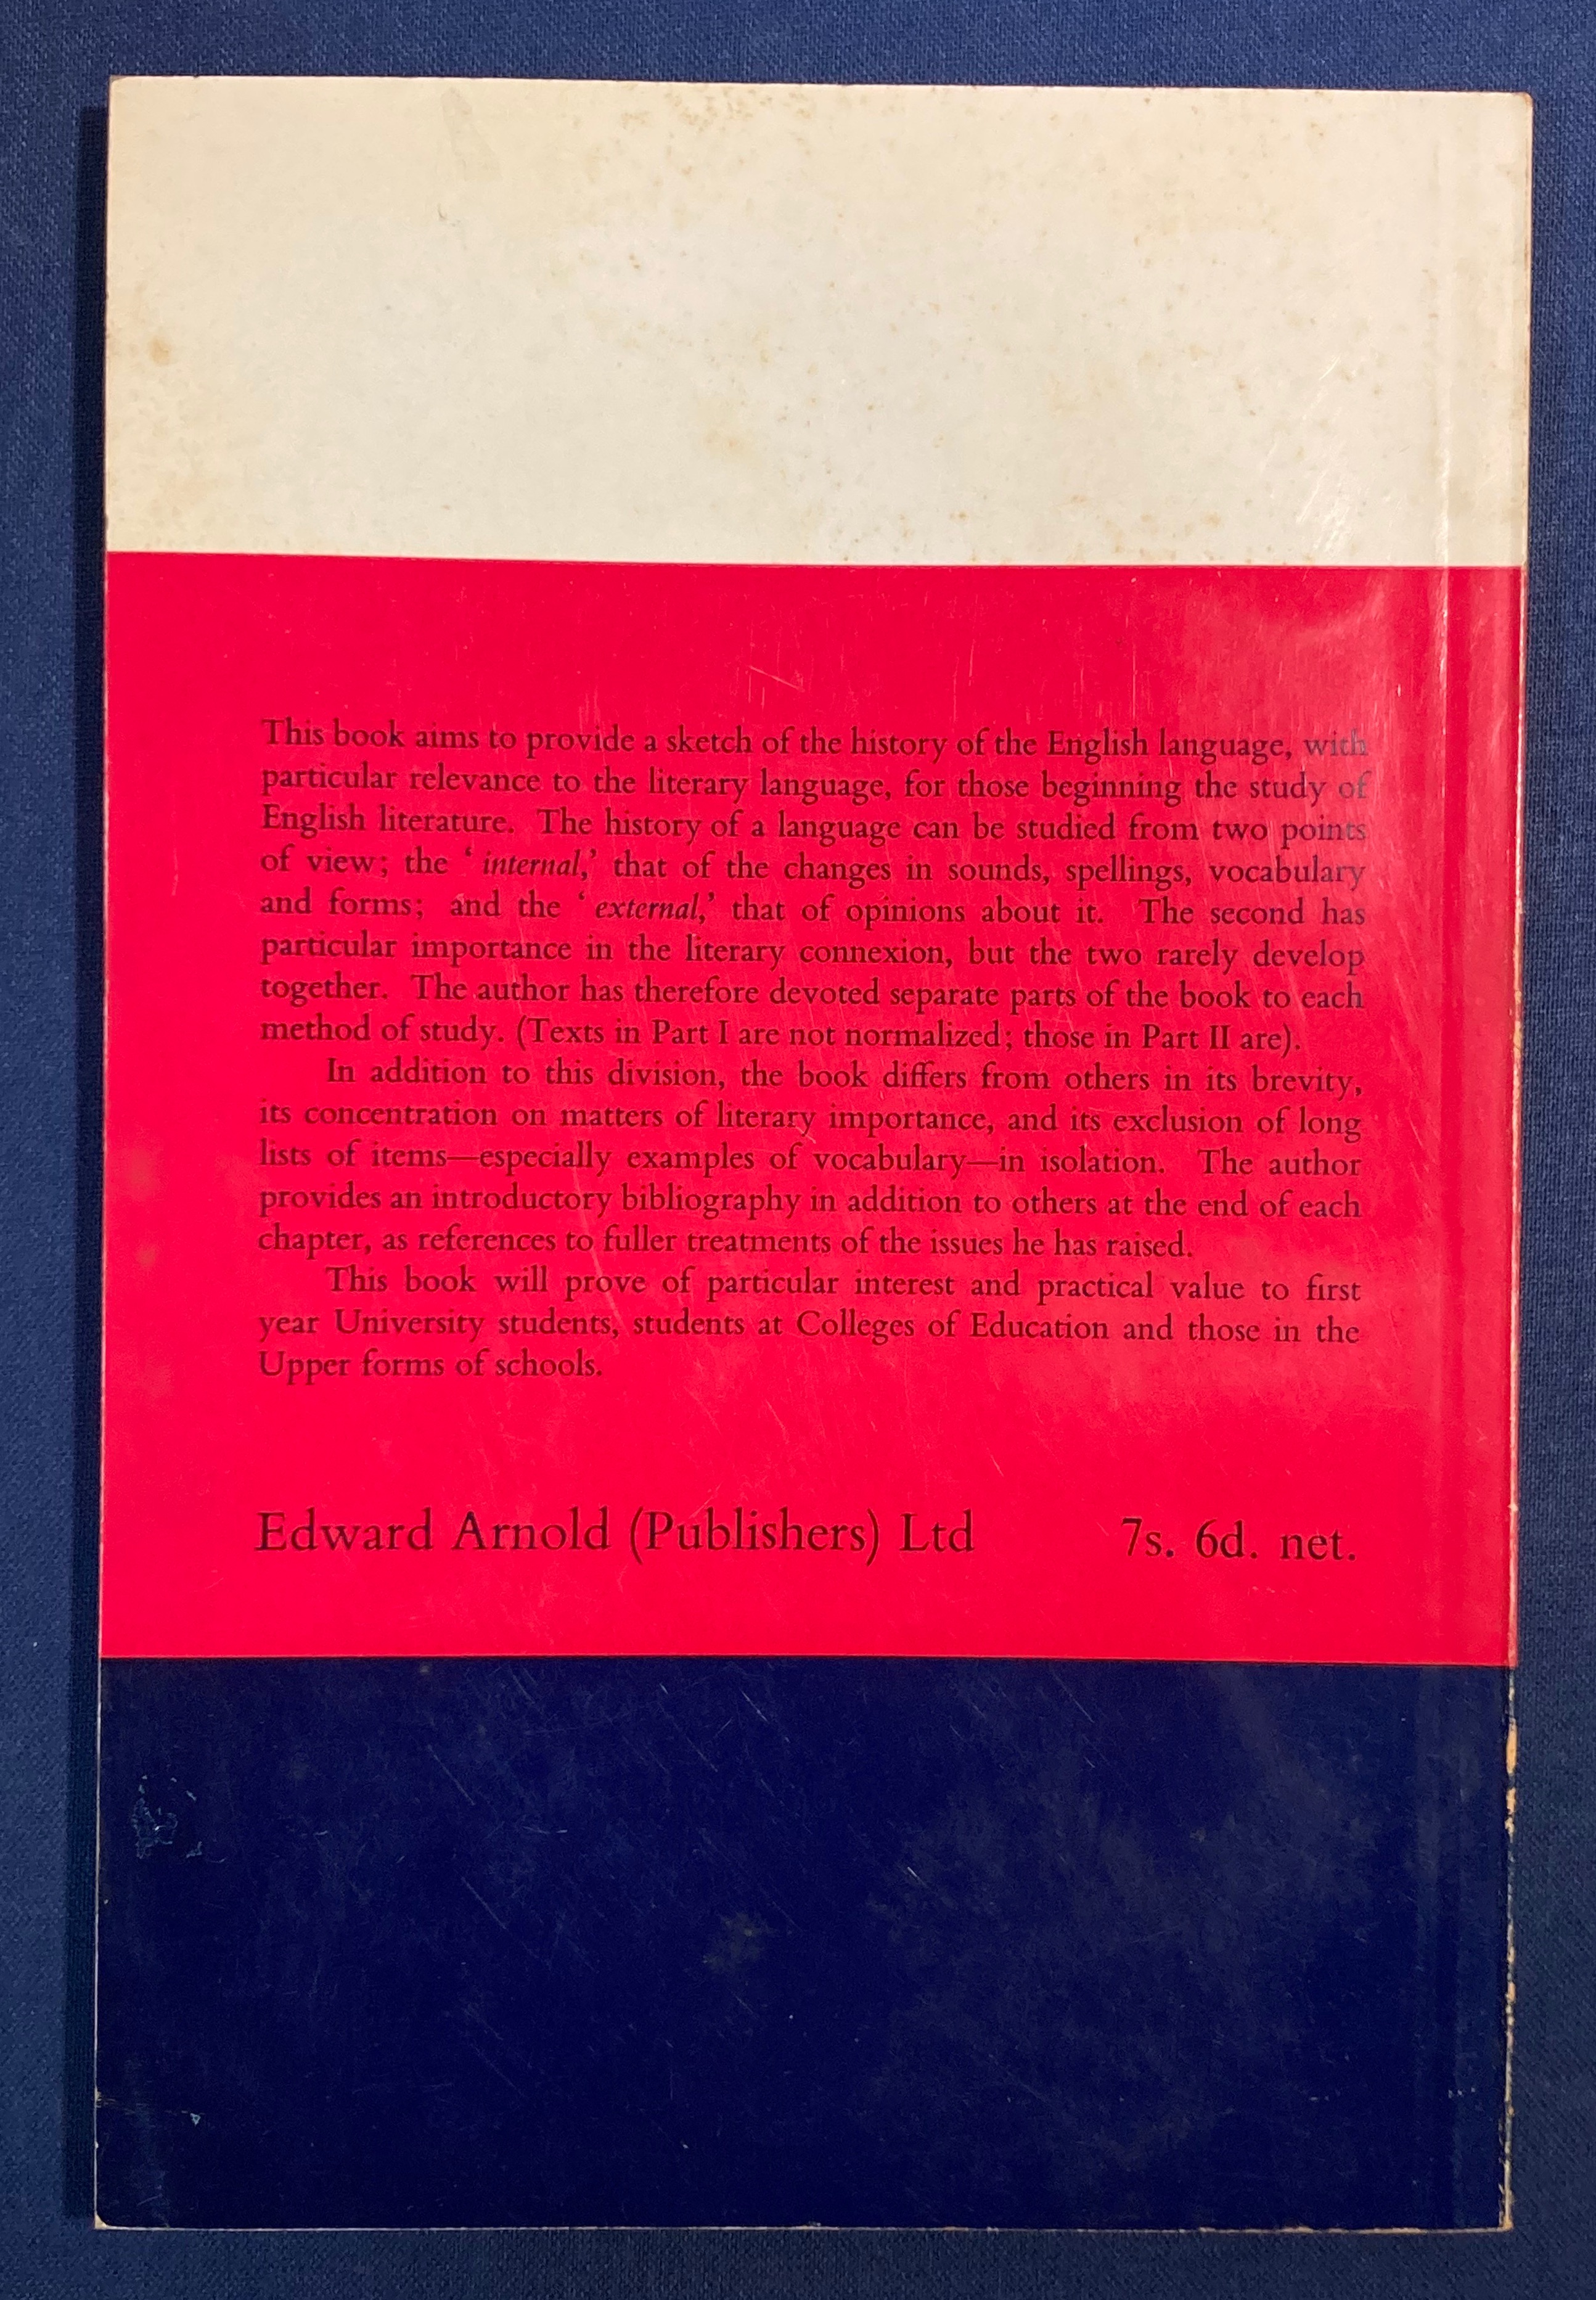 This book aims to provide a sketch of the history of the English language, with
particular relevance to the literary language, for those beginning the study of
English literature. The history of a language can be studied from two points
of view; the ‘ internal,’ that of the changes in sounds, spellings, vocabulary
and forms; and the ‘ external,’ that of opinions about it. The second has
particular importance in the literary connexion, but the two rarely develop
together. The author has therefore devoted separate parts of the book to each
method of study. (Texts in Part I are not normalized; those in Part II are).
In addition to this division, the book differs from others in its brevity,
its concentration on matters of literary importance, and its exclusion of long
lists of items—especially examples of vocabulary—in isolation. The author
provides an introductory bibliography in addition to others at the end of each
chapter, as references to fuller treatments of the issues he has raised.
This book will prove of particular interest and practical value to first
year University students, students at Colleges of Education and those in the
Upper forms of schools.
Edward Arnold (Publishers) Ltd 7s. 6d. net.